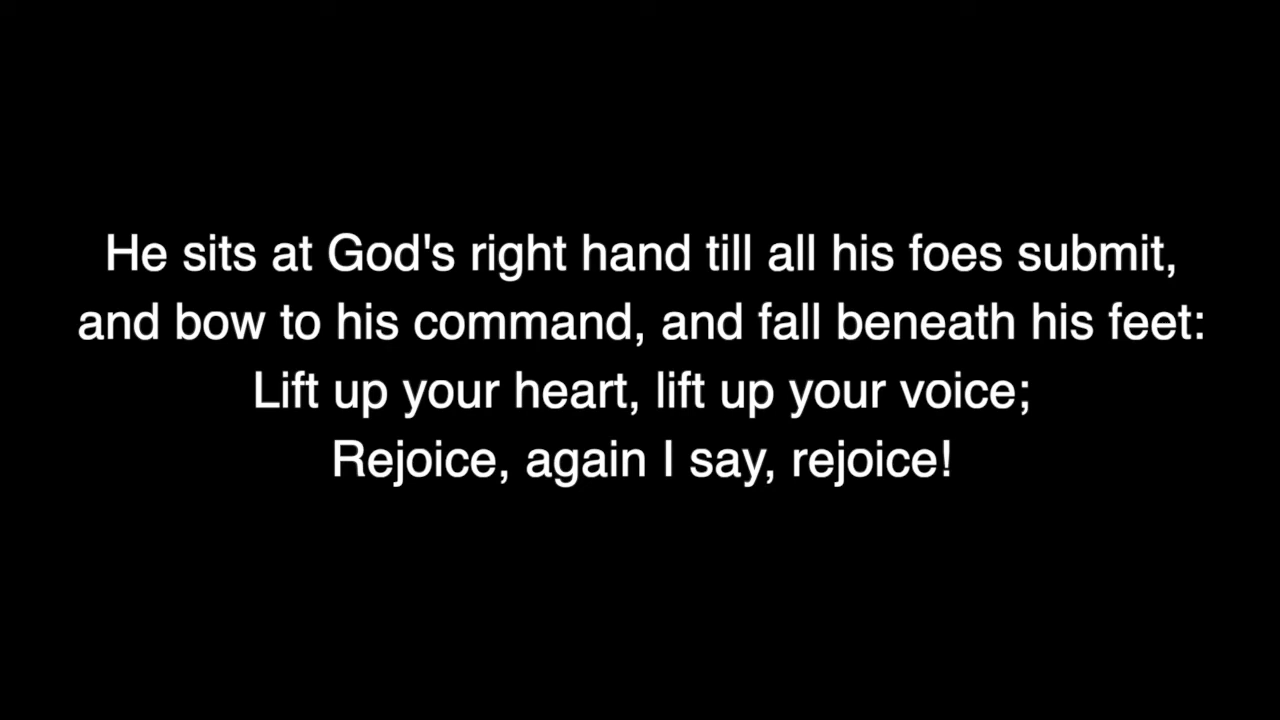 He sits at God's right hand till all his foes submit,
and bow to his command, and fall beneath his feet:
Lift up your heart, lift up your voice;
Rejoice, again I say, rejoice!